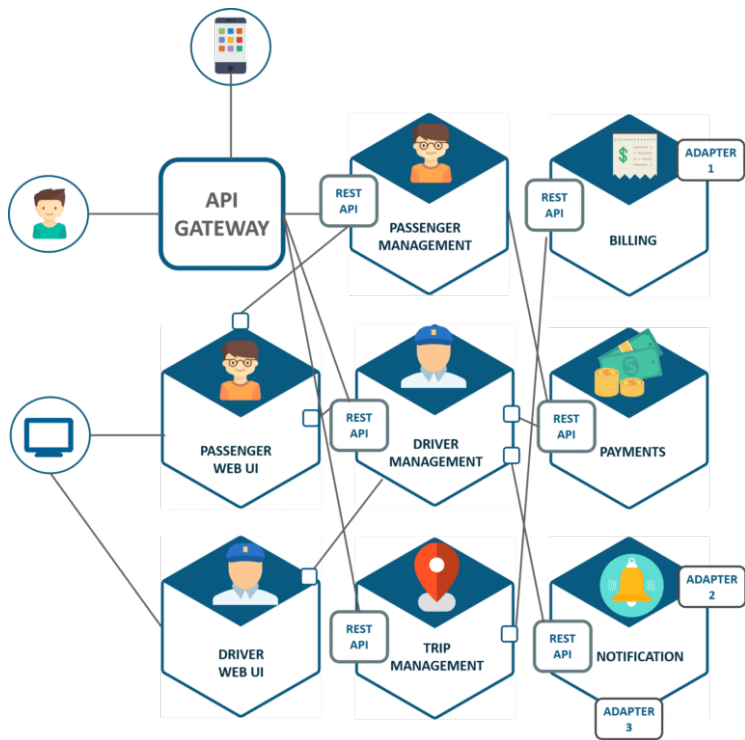 API
GATEWAY
REST
API
PASSENGER
MANAGEMENT
REST
API
BILLING
ADAPTER
1
PASSENGER
WEB UI
REST
API
DRIVER
MANAGEMENT
REST
API
PAYMENTS
DRIVER
WEB UI
REST
API
TRIP
MANAGEMENT
REST
API
NOTIFICATION
ADAPTER
2
ADAPTER
3